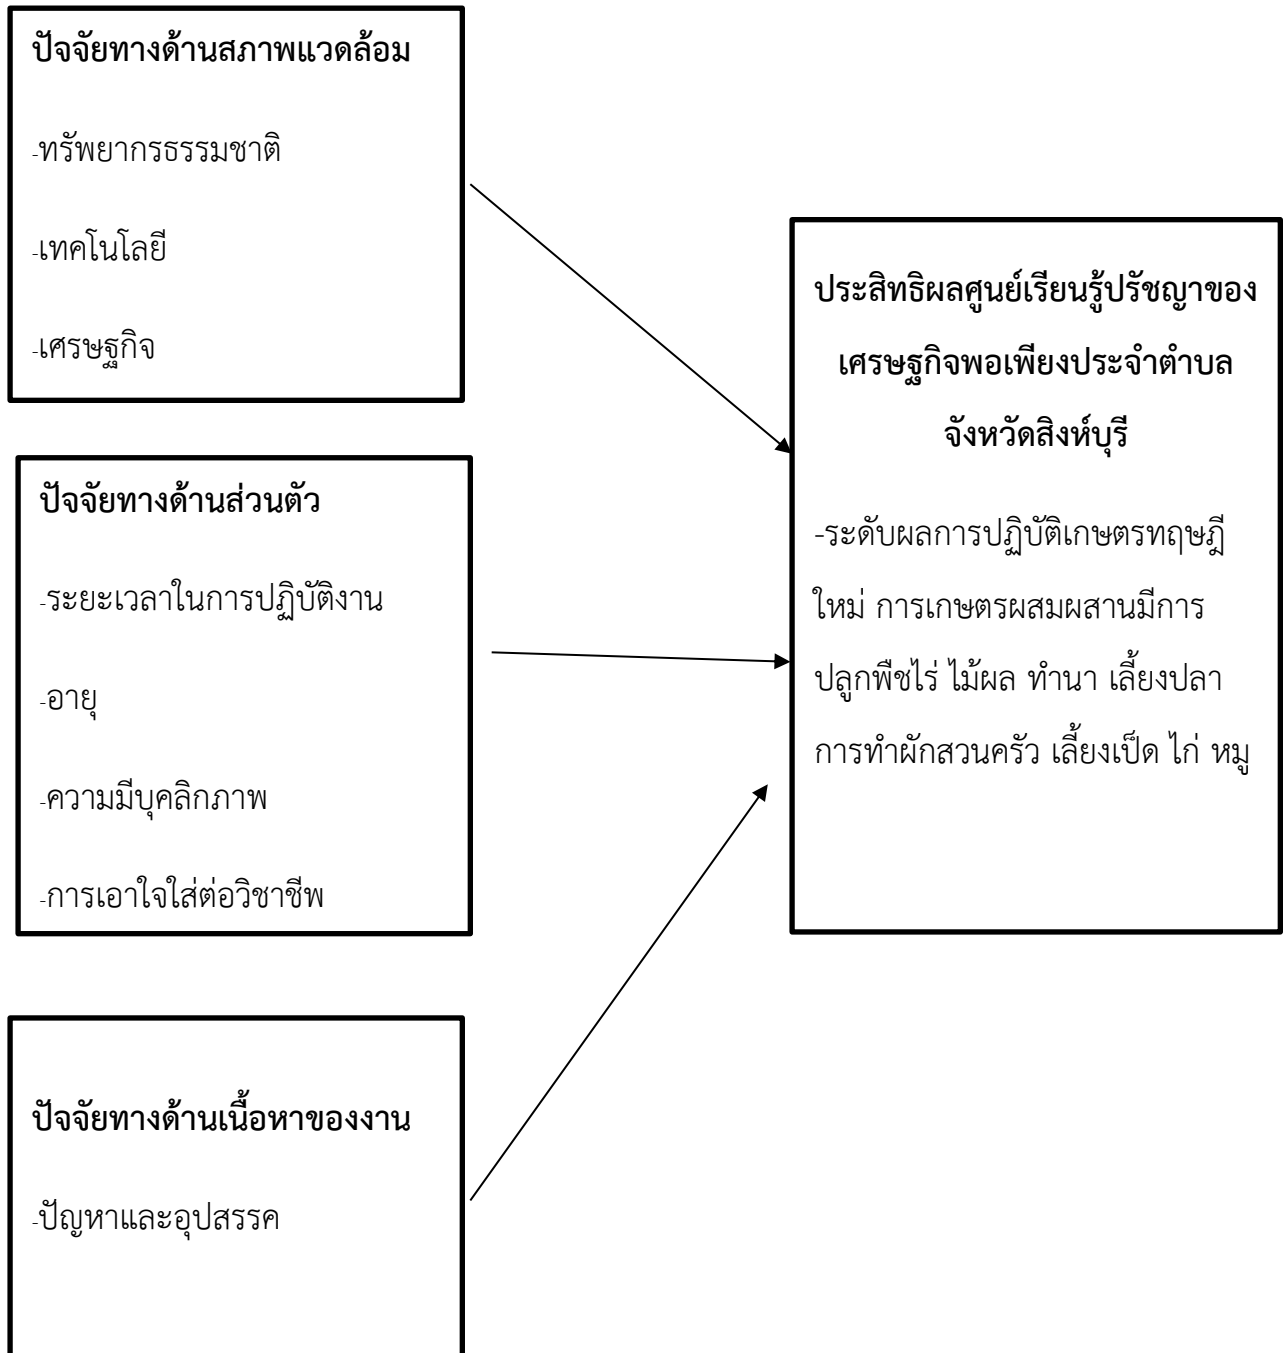 ปัจจัยทางด้านสภาพแวดล้อม
-ทรัพยากรธรรมชาติ
-เทคโนโลยี
-เศรษฐกิจ
ปัจจัยทางด้านส่วนตัว
-ระยะเวลาในการปฏิบัติงาน
-อายุ
-ความมีบุคลิกภาพ
-การเอาใจใส่ต่อวิชาชีพ
ปัจจัยทางด้านเนื้อหาของงาน
-ปัญหาและอุปสรรค
ประสิทธิผลศูนย์เรียนรู้ปรัชญาของ
เศรษฐกิจพอเพียงประจำตำบล
จังหวัดสิงห์บุรี
-ระดับผลการปฏิบัติเกษตรทฤษฎี
ใหม่ การเกษตรผสมผสานมีการ
ปลูกพืชไร่ ไม้ผล ทำนา เลี้ยงปลา
การทำผักสวนครัว เลี้ยงเป็ด ไก่ หมู